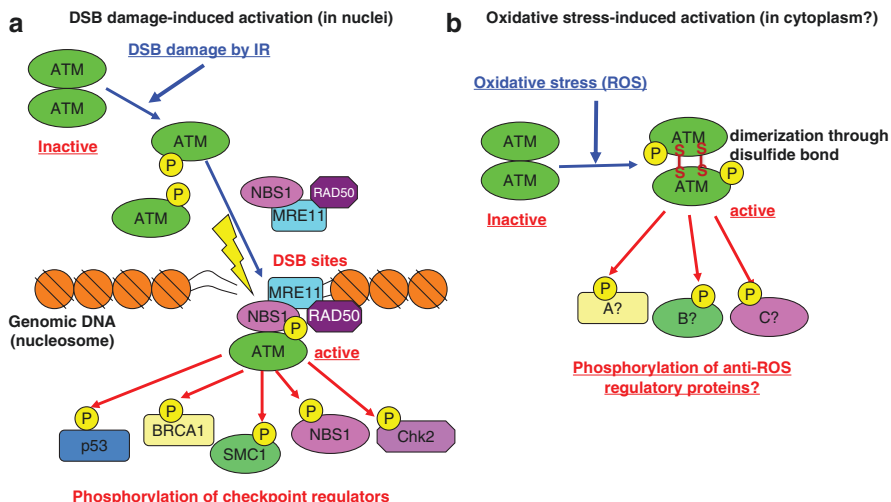 a
DSB damage-induced activation (in nuclei)
DSB damage by IR
ATM
ATM
Inactive
ATM
P
P
ATM
NBS1
RAD50
MRE11
DSB sites
MRE11
NBS1
RAD50
P
ATM
active
Genomic DNA
(nucleosome)
P
p53
P
BRCA1
P
SMC1
P
NBS1
P
Chk2
Phosphorylation of checkpoint regulators
b
Oxidative stress-induced activation (in cytoplasm?)
Oxidative stress (ROS)
ATM
ATM
Inactive
ATM
P
S S
S S
ATM
P
dimerization through
disulfide bond
active
P
A?
P
B?
P
C?
Phosphorylation of anti-ROS
regulatory proteins?